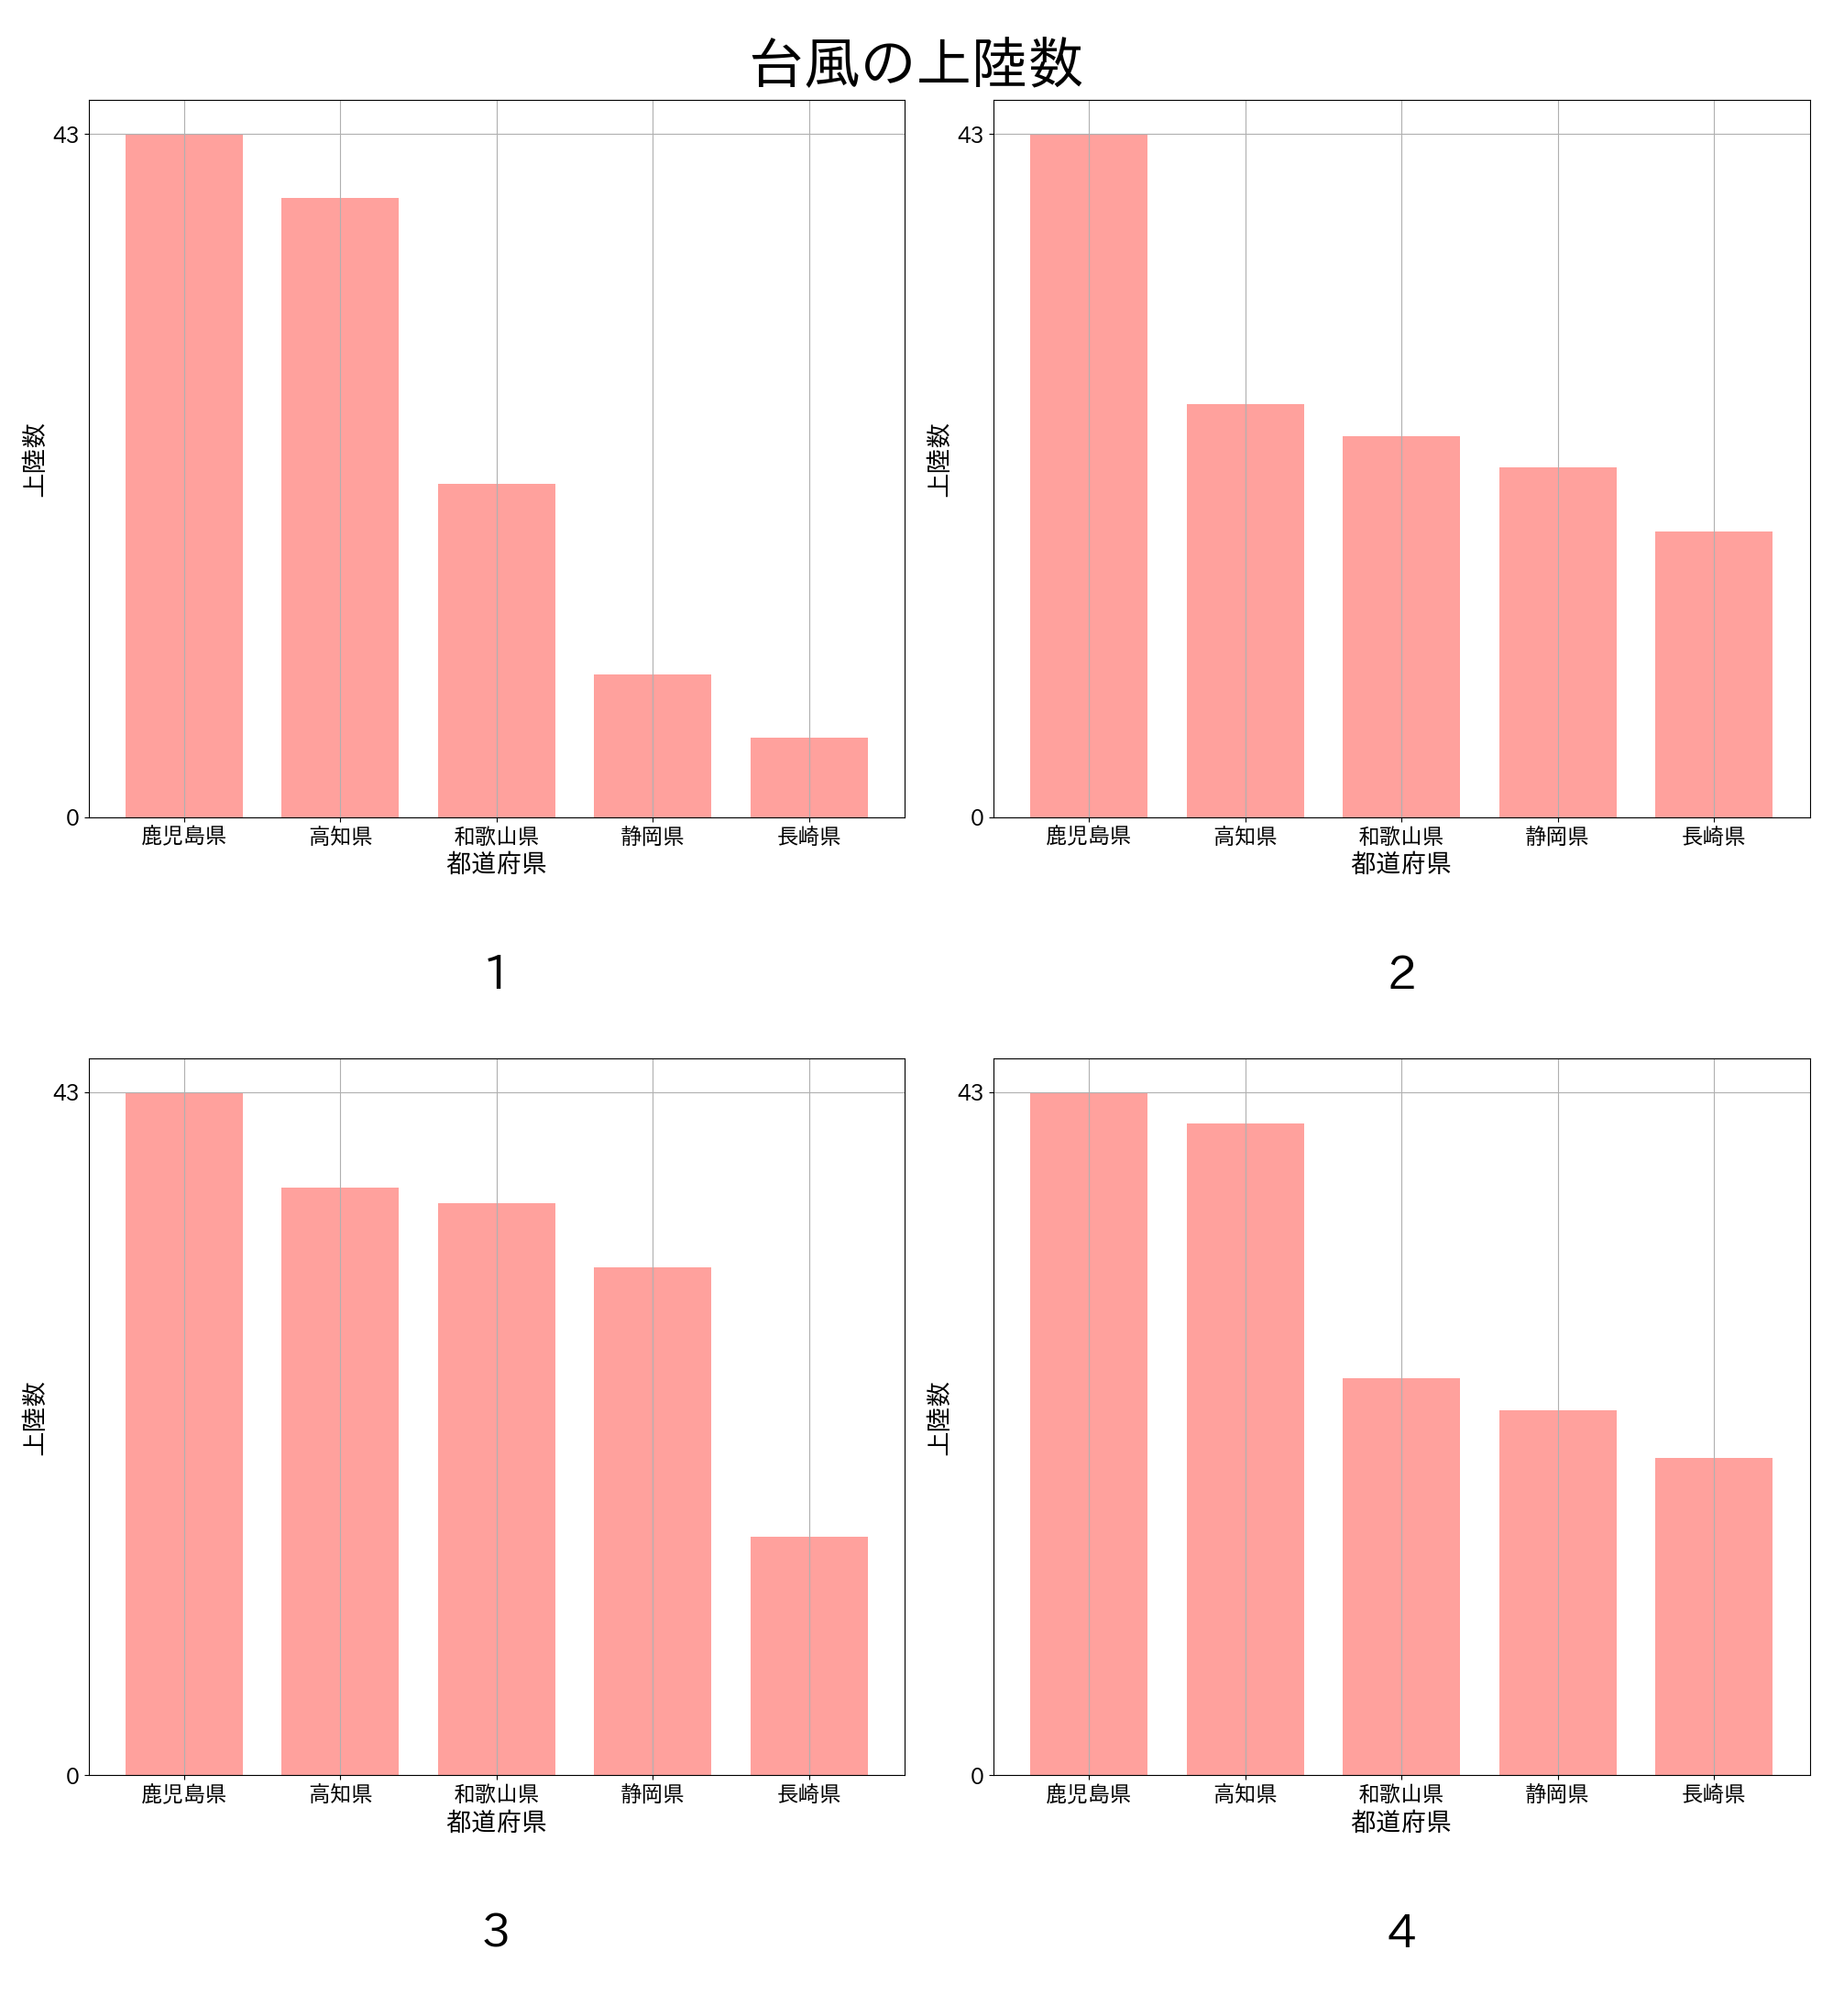 台風の上陸数
43
0
上陸数
鹿児島県 高知県 和歌山県 静岡県 長崎県
都道府県
1
43
0
上陸数
鹿児島県 高知県 和歌山県 静岡県 長崎県
都道府県
2
43
0
上陸数
鹿児島県 高知県 和歌山県 静岡県 長崎県
都道府県
3
43
0
上陸数
鹿児島県 高知県 和歌山県 静岡県 長崎県
都道府県
4